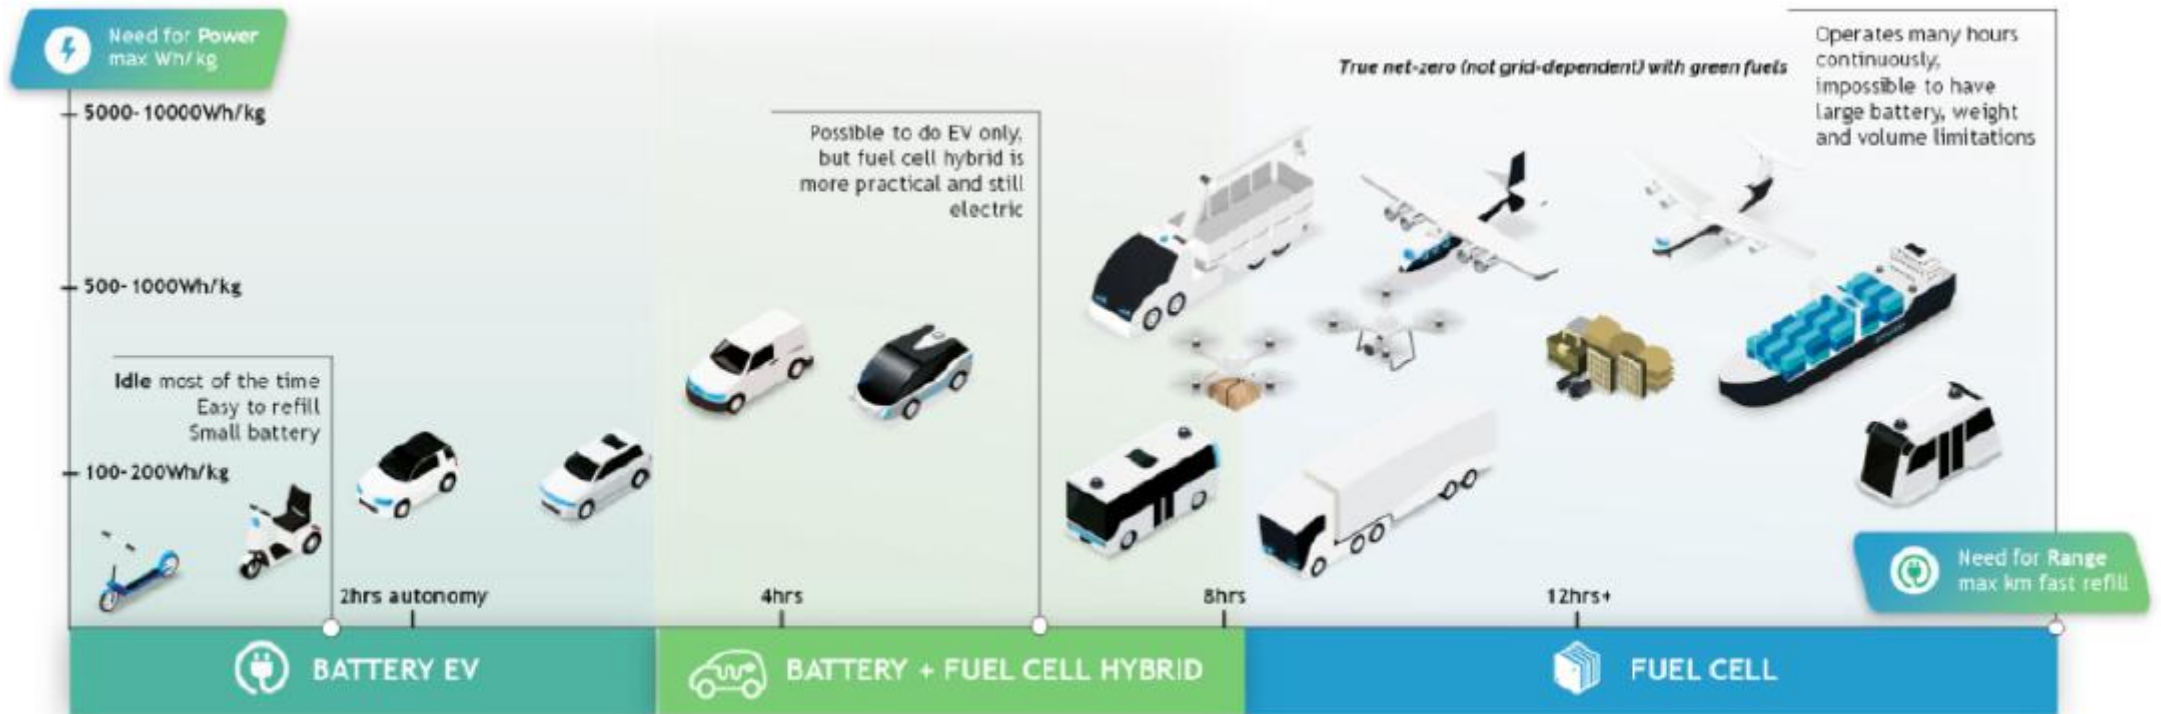 Need for Power
max Wh/kg
5000-10000Wh/kg
500-1000Wh/kg
100-200Wh/kg
Idle most of the time
Easy to refill
Small battery
Possible to do EV only,
but fuel cell hybrid is
more practical and still
electric
True net-zero (not grid-dependent) with green fuels
Operates many hours
continuously,
impossible to have
large battery, weight
and volume limitations
Need for Range
max km fast refill
2hrs autonomy
4hrs
8hrs
12hrs+
BATTERY EV
BATTERY + FUEL CELL HYBRID
FUEL CELL